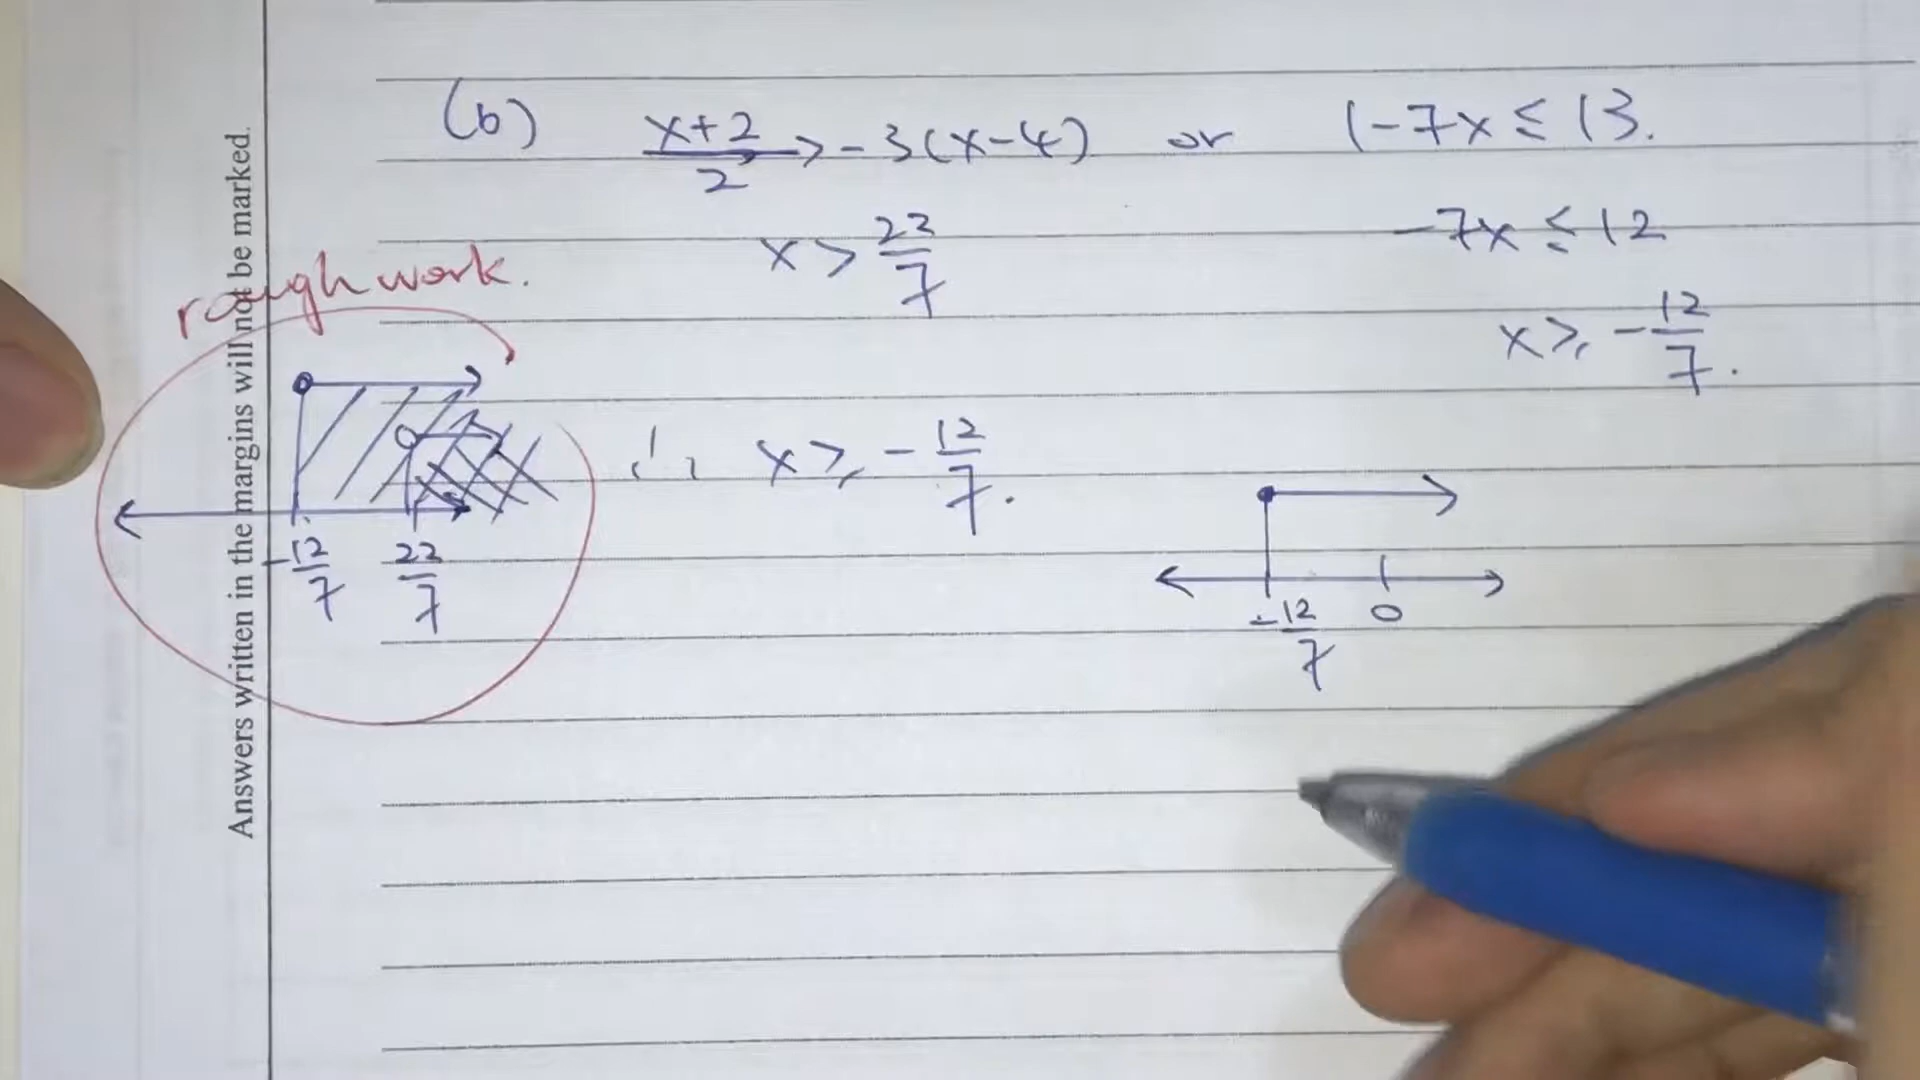 (b) x+2/2 > -3(x-4) or 1-7x ≤ 13.
x > 22/7 -7x ≤ 12
x ≥ -12/7.
rough work.
∴ x ≥ -12/7.
-12/7 22/7
-12/7 0
Answers written in the margins will not be marked.